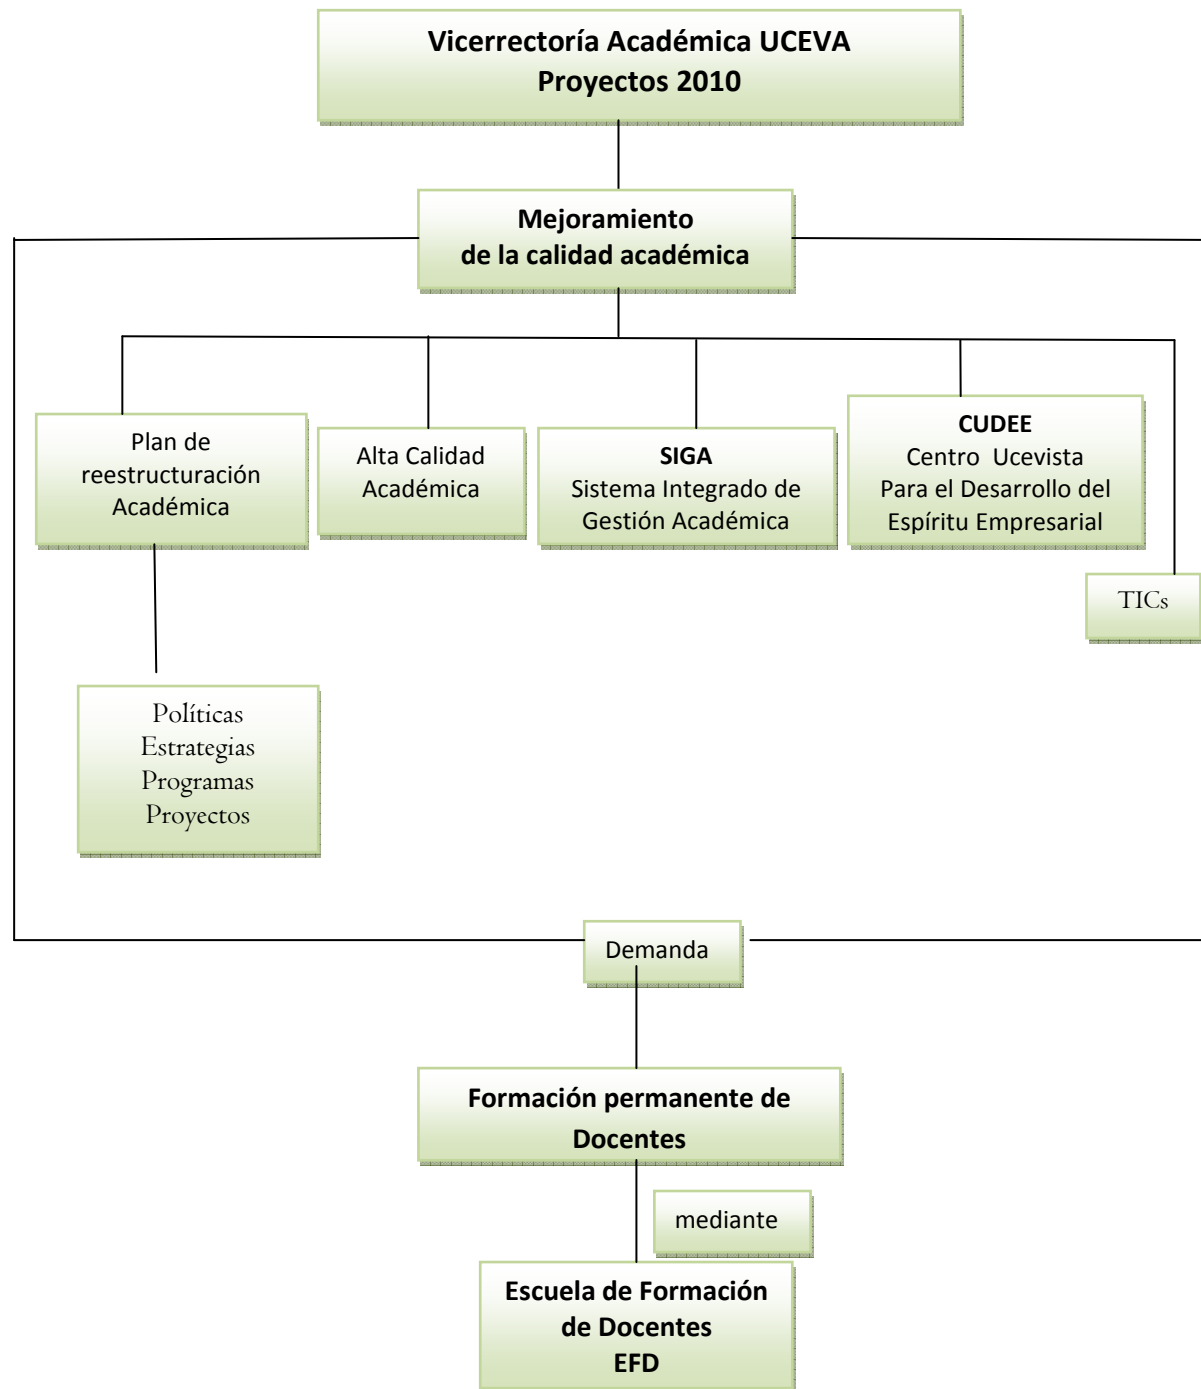 Vicerrectoría Académica UCEVA
Proyectos 2010
Mejoramiento
de la calidad académica
Plan de
reestructuración
Académica
Alta Calidad
Académica
SIGA
Sistema Integrado de
Gestión Académica
CUDEE
Centro Ucevista
Para el Desarrollo del
Espíritu Empresarial
TICs
Políticas
Estrategias
Programas
Proyectos
Demanda
Formación permanente de
Docentes
mediante
Escuela de Formación
de Docentes
EFD